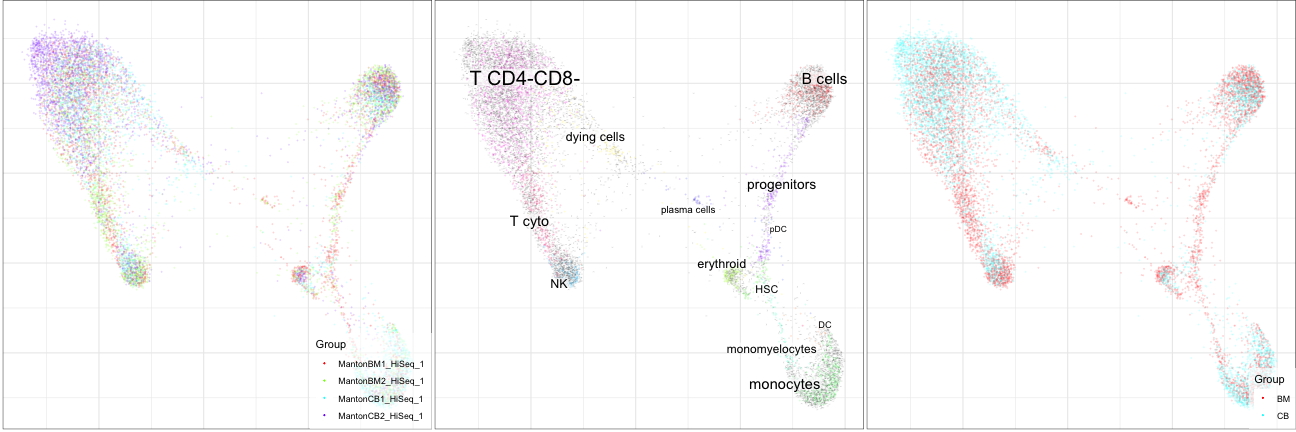 Group
MantonBM1_HiSeq_1
MantonBM2_HiSeq_1
MantonCB1_HiSeq_1
MantonCB2_HiSeq_1
T CD4-CD8-
B cells
dying cells
progenitors
plasma cells
T cyto
pDC
erythroid
NK
HSC
DC
monomyelocytes
monocytes
Group
BM
CB